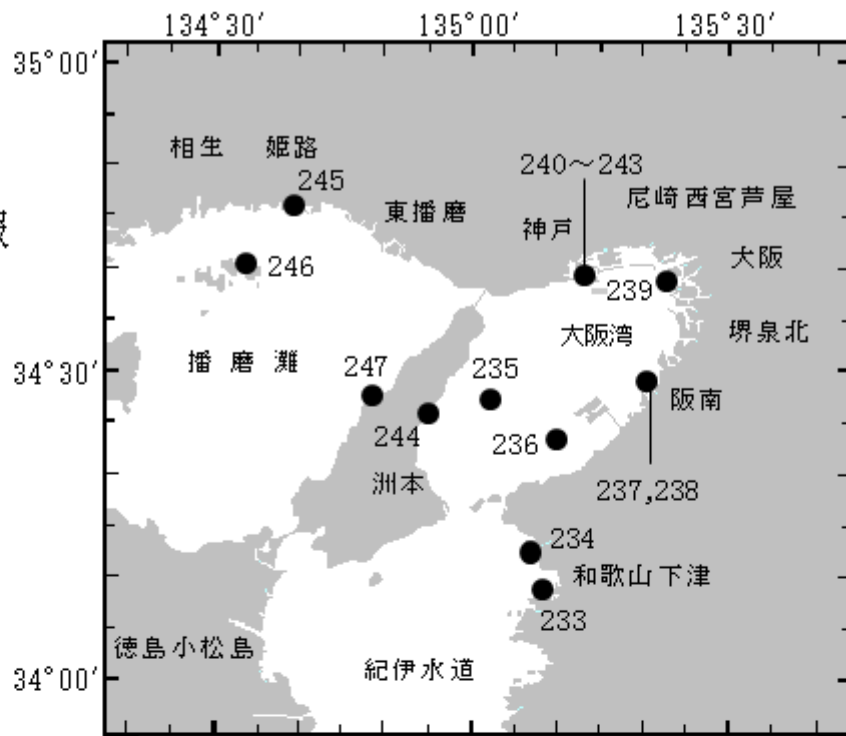 134°30′ 135°00′ 135°30′
35°00′
相生 姫路
245
東播磨
240～243
尼崎西宮芦屋
神戸
大阪
246
239
大阪湾
堺泉北
播磨灘
34°30′
247
235
阪南
244
236
洲本
237,238
234
和歌山下津
233
徳島小松島
紀伊水道
34°00′